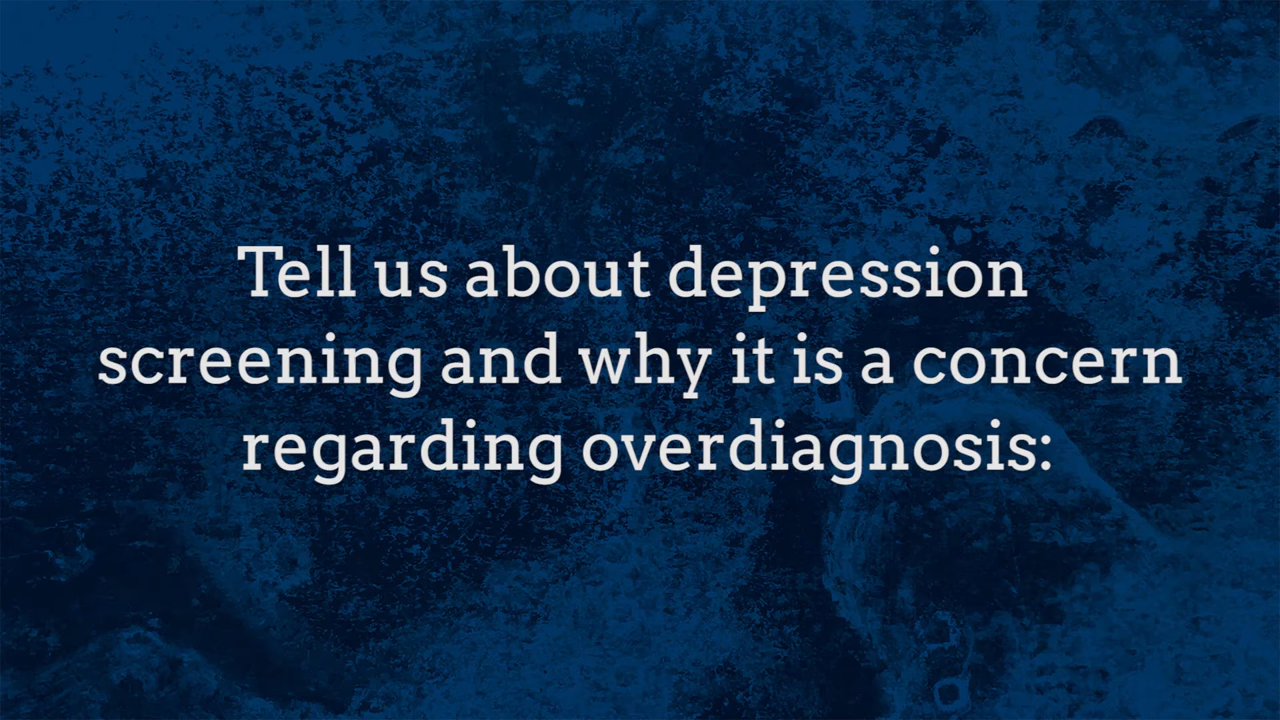 Tell us about depression
screening and why it is a concern
regarding overdiagnosis: